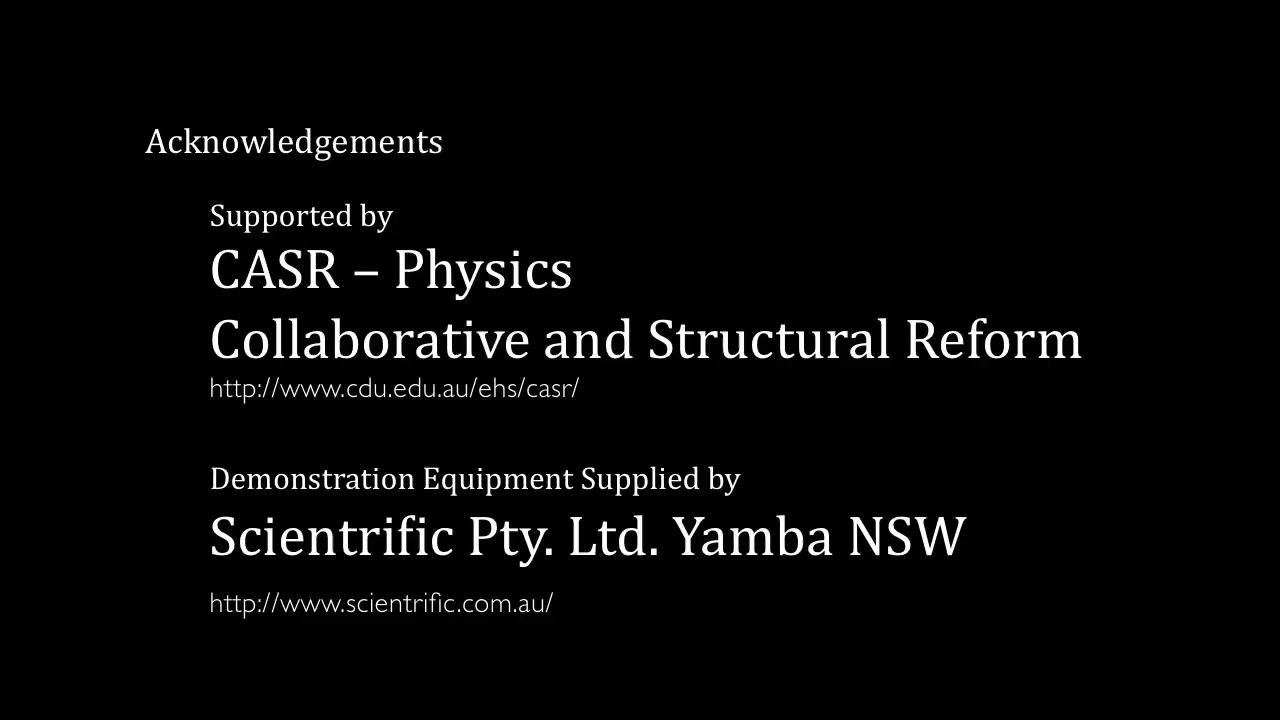 Acknowledgements
Supported by
CASR – Physics
Collaborative and Structural Reform
http://www.cdu.edu.au/ehs/casr/
Demonstration Equipment Supplied by
Scientrific Pty. Ltd. Yamba NSW
http://www.scientrific.com.au/